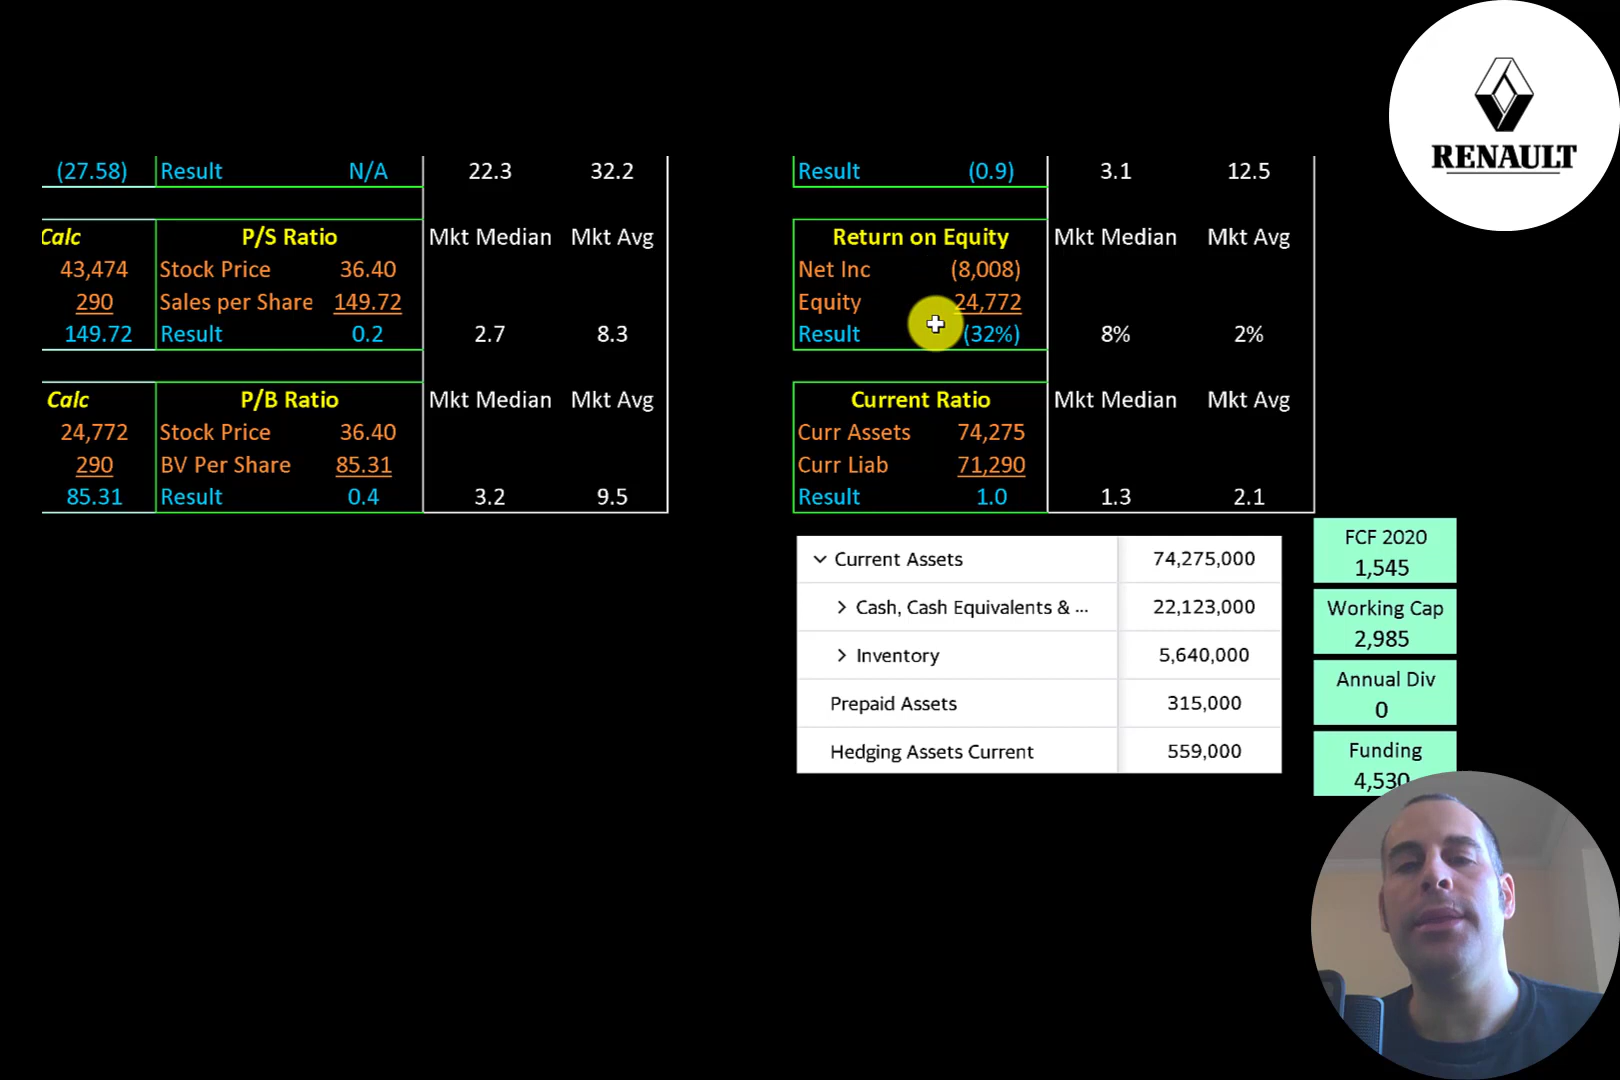 RENAULT
(27.58) Result N/A 22.3 32.2
Calc P/S Ratio Mkt Median Mkt Avg
43,474 Stock Price 36.40
290 Sales per Share 149.72
149.72 Result 0.2 2.7 8.3
Calc P/B Ratio Mkt Median Mkt Avg
24,772 Stock Price 36.40
290 BV Per Share 85.31
85.31 Result 0.4 3.2 9.5
Result (0.9) 3.1 12.5
Return on Equity Mkt Median Mkt Avg
Net Inc (8,008)
Equity 24,772
Result (32%) 8% 2%
Current Ratio Mkt Median Mkt Avg
Curr Assets 74,275
Curr Liab 71,290
Result 1.0 1.3 2.1
Current Assets 74,275,000
Cash, Cash Equivalents & ... 22,123,000
Inventory 5,640,000
Prepaid Assets 315,000
Hedging Assets Current 559,000
FCF 2020
1,545
Working Cap
2,985
Annual Div
0
Funding
4,530